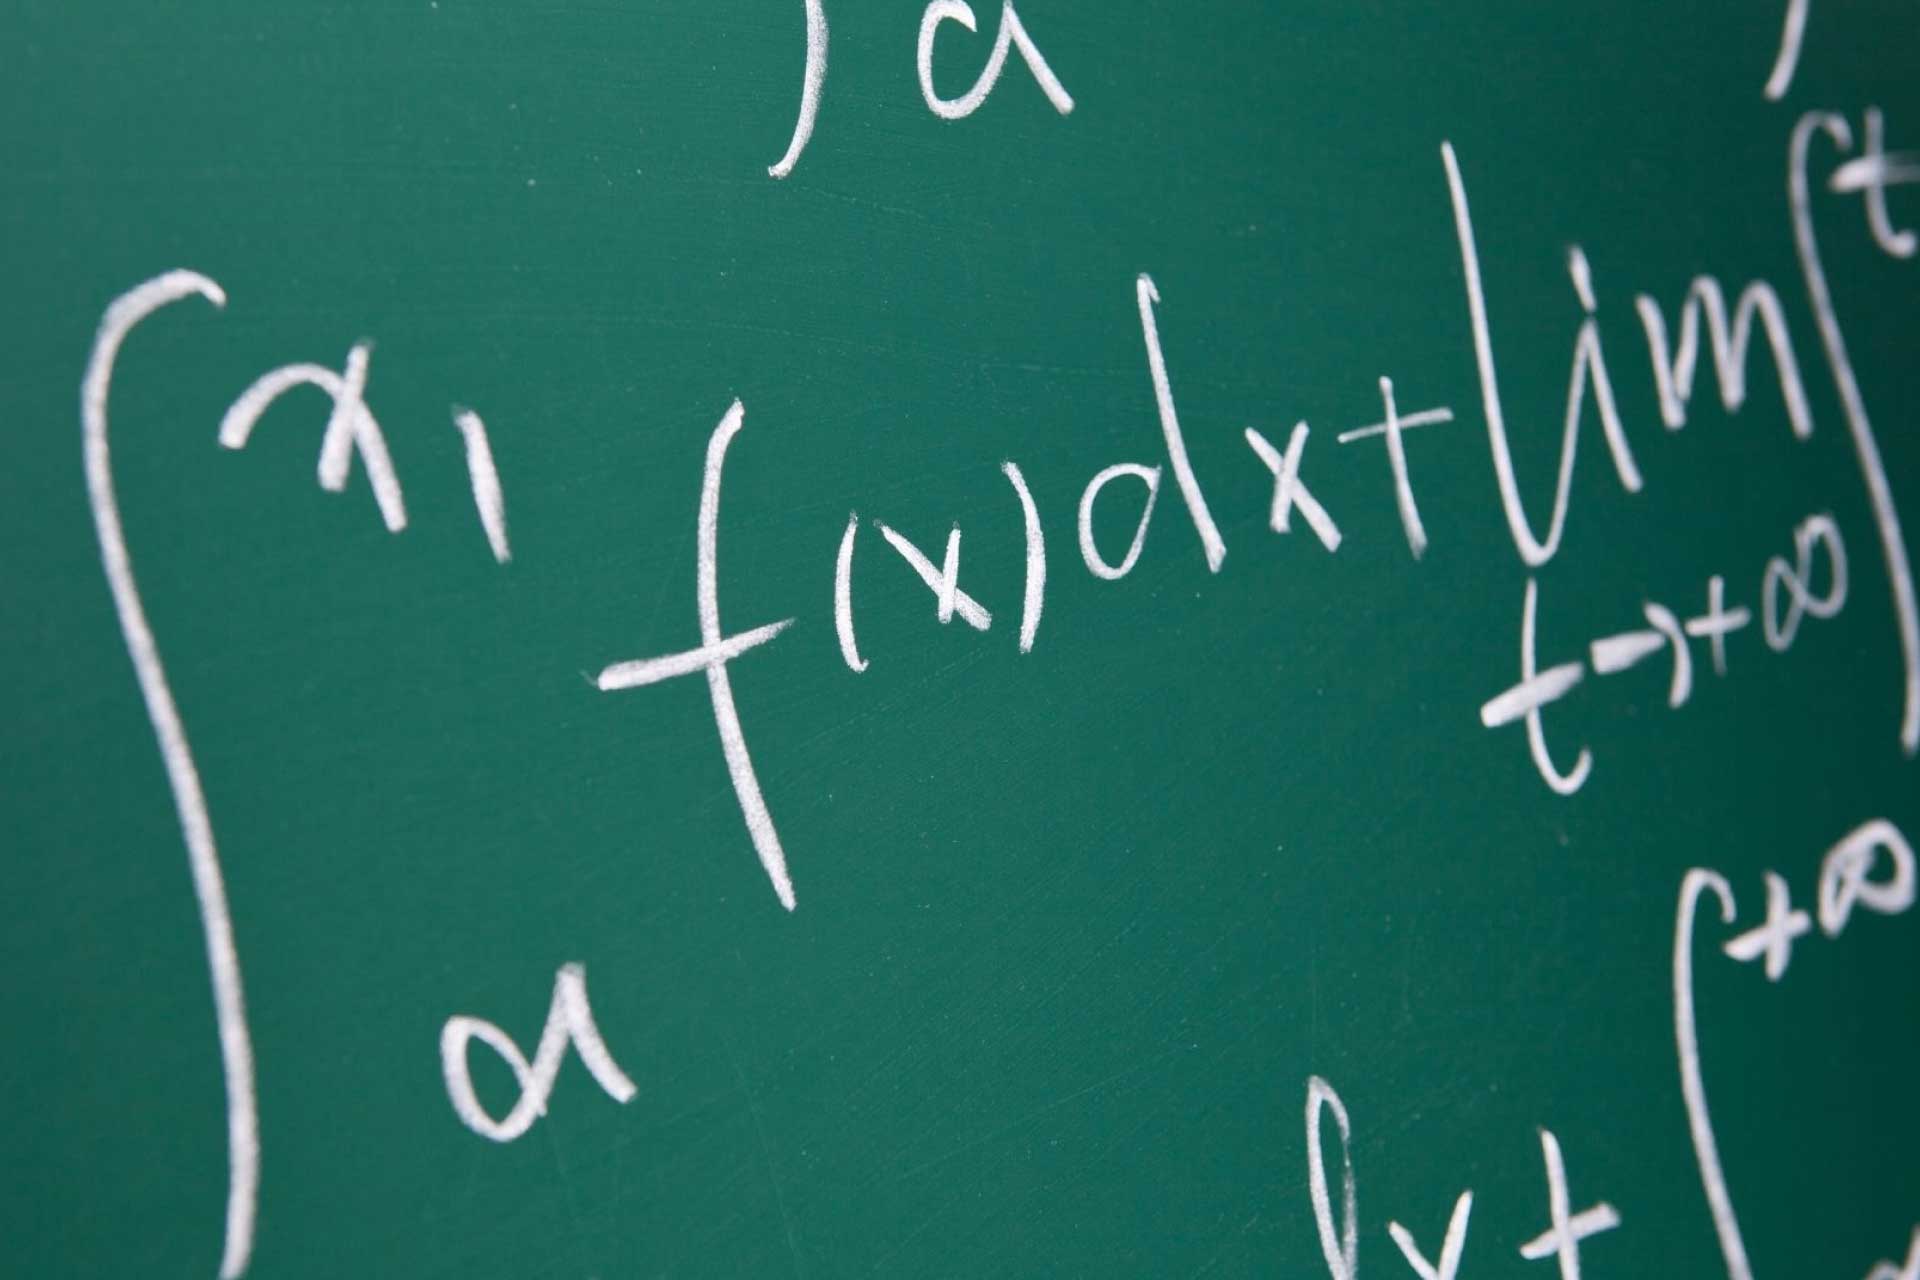 ∫ a
∫ₐ^x₁ f(x)dx + lim t→+∞ ∫^t
dx + ∫^+∞